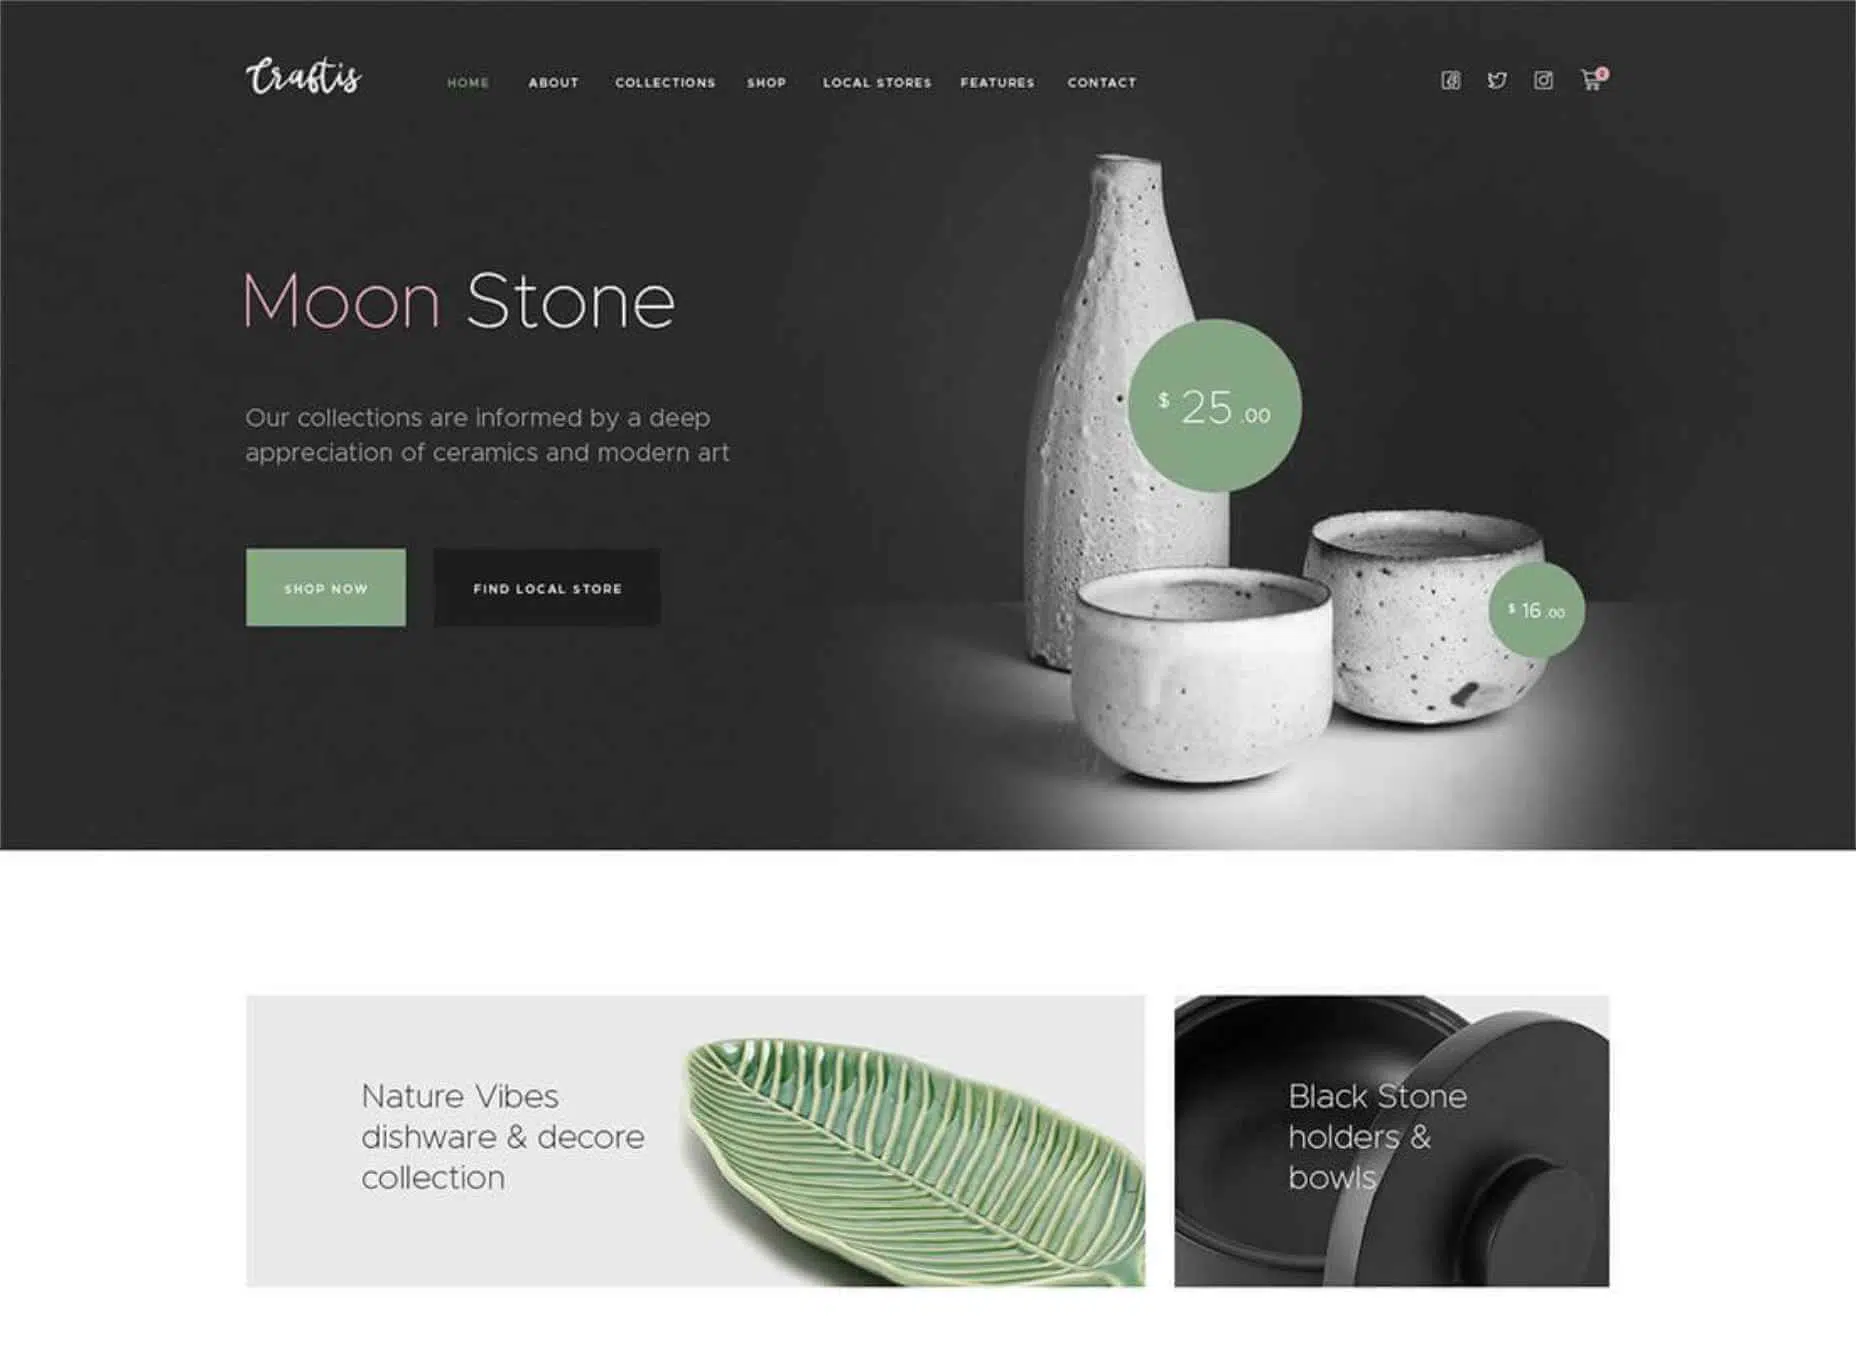 Craftis
HOME ABOUT COLLECTIONS SHOP LOCAL STORES FEATURES CONTACT
Moon Stone
Our collections are informed by a deep
appreciation of ceramics and modern art
SHOP NOW FIND LOCAL STORE
$ 25 .00
$ 16 .00
Nature Vibes
dishware & decore
collection
Black Stone
holders &
bowls